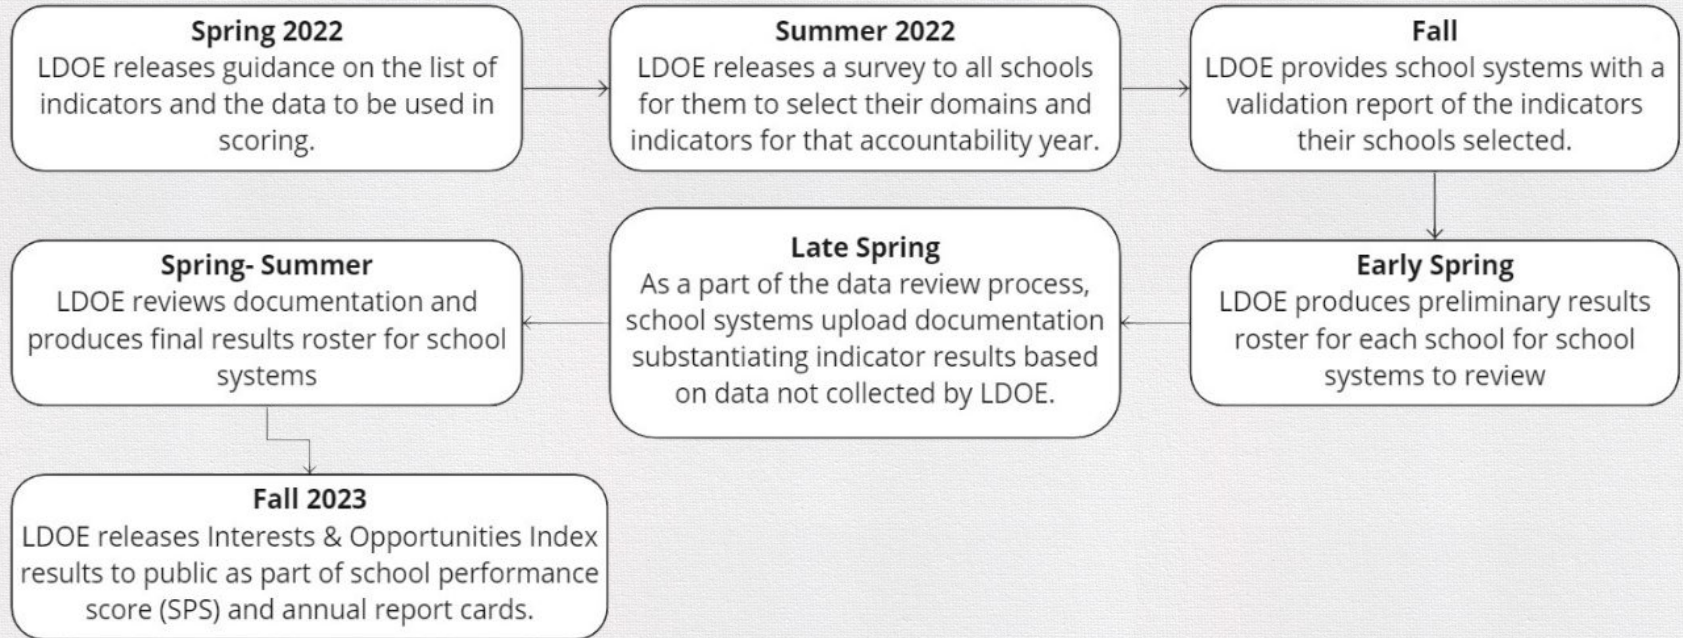 Spring 2022
LDOE releases guidance on the list of
indicators and the data to be used in
scoring.
Summer 2022
LDOE releases a survey to all schools
for them to select their domains and
indicators for that accountability year.
Fall
LDOE provides school systems with a
validation report of the indicators
their schools selected.
Early Spring
LDOE produces preliminary results
roster for each school for school
systems to review
Late Spring
As a part of the data review process,
school systems upload documentation
substantiating indicator results based
on data not collected by LDOE.
Spring- Summer
LDOE reviews documentation and
produces final results roster for school
systems
Fall 2023
LDOE releases Interests & Opportunities Index
results to public as part of school performance
score (SPS) and annual report cards.